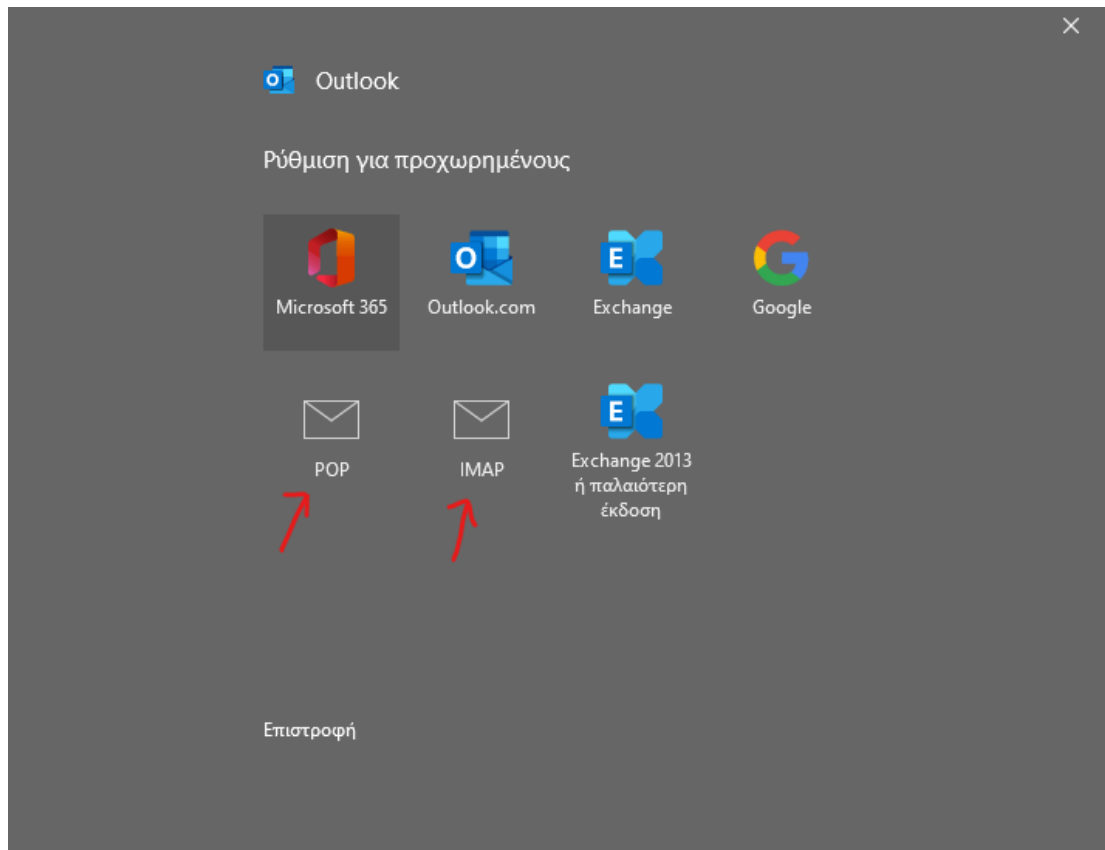 Outlook
Ρύθμιση για προχωρημένους
Microsoft 365
Outlook.com
Exchange
Google
POP
IMAP
Exchange 2013
ή παλαιότερη
έκδοση
Επιστροφή